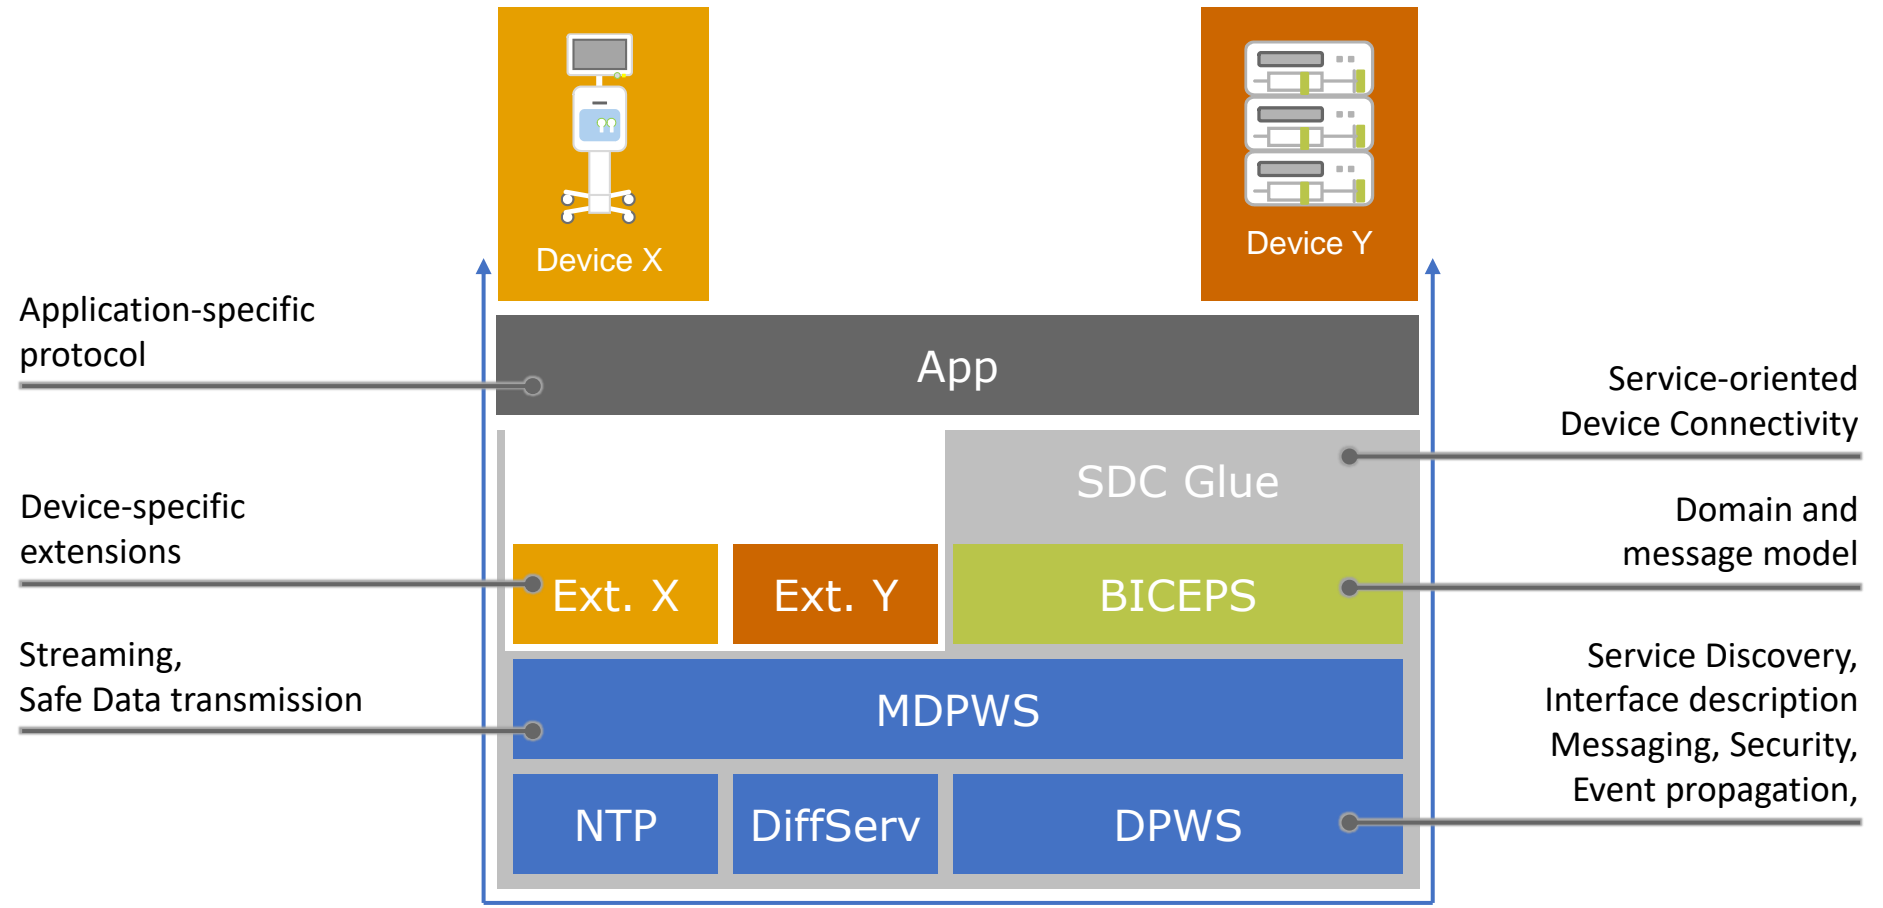 Device X
Device Y
Application-specific
protocol
App
Service-oriented
Device Connectivity
SDC Glue
Device-specific
extensions
Domain and
message model
Ext. X
Ext. Y
BICEPS
Streaming,
Safe Data transmission
MDPWS
Service Discovery,
Interface description
Messaging, Security,
Event propagation,
NTP
DiffServ
DPWS